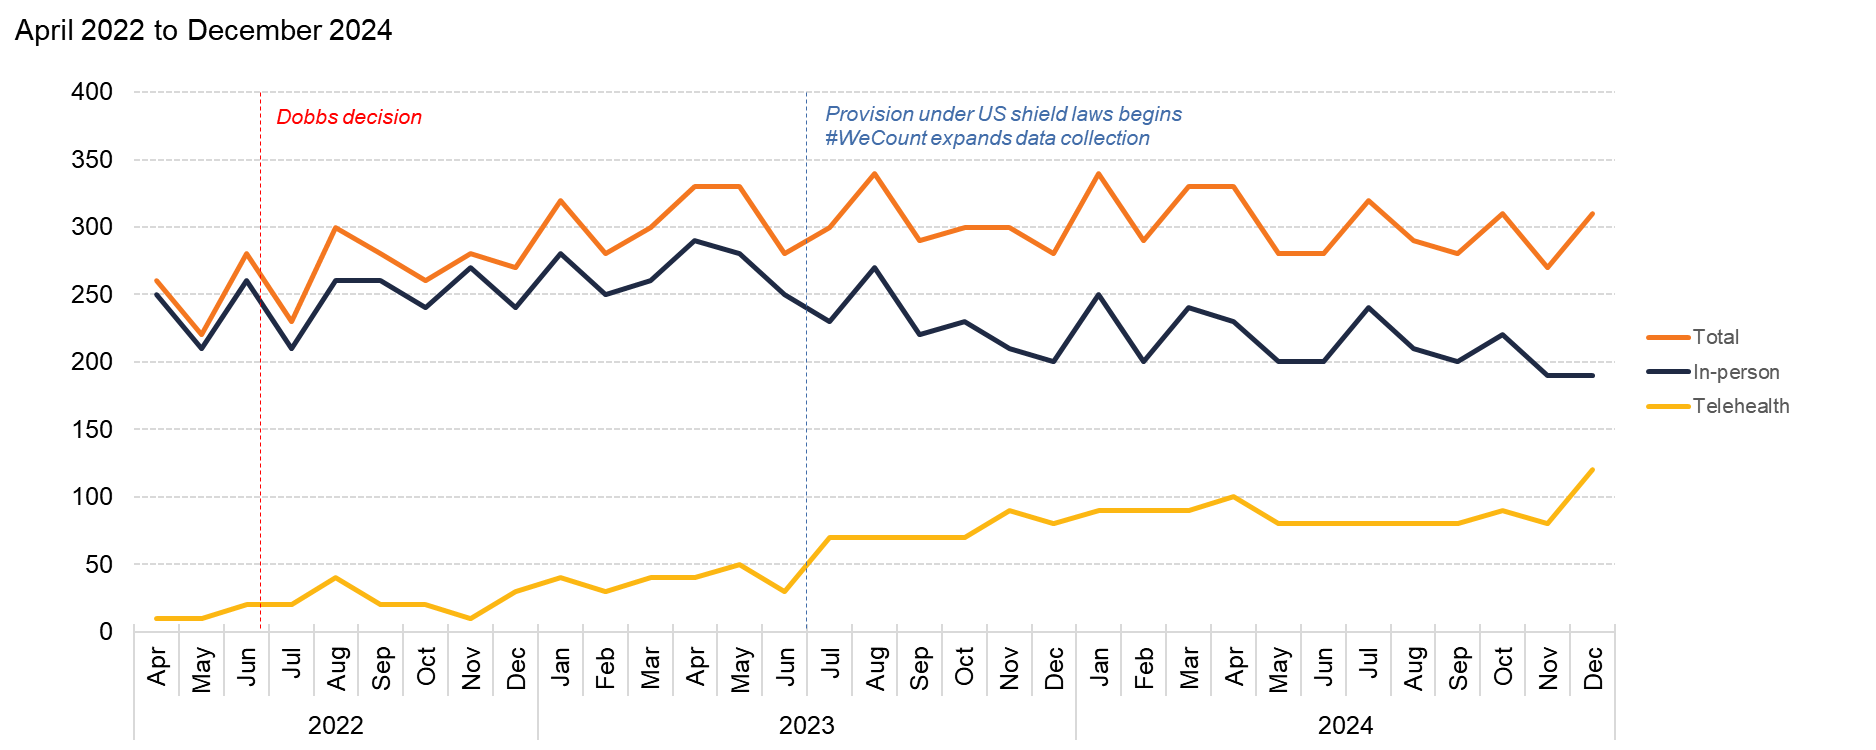 April 2022 to December 2024
400
350
300
250
200
150
100
50
0
Dobbs decision
Provision under US shield laws begins
#WeCount expands data collection
Total
In-person
Telehealth
Apr May Jun Jul Aug Sep Oct Nov Dec Jan Feb Mar Apr May Jun Jul Aug Sep Oct Nov Dec Jan Feb Mar Apr May Jun Jul Aug Sep Oct Nov Dec
2022 2023 2024